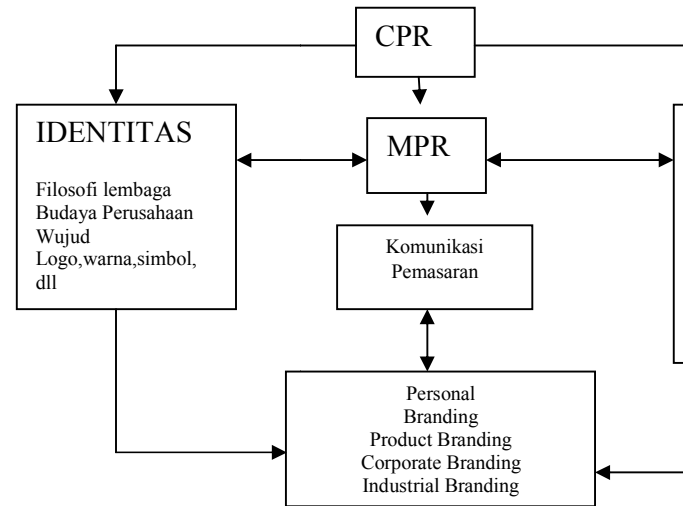 CPR
IDENTITAS
Filosofi lembaga
Budaya Perusahaan
Wujud
Logo,warna,simbol,
dll
MPR
Komunikasi
Pemasaran
Personal
Branding
Product Branding
Corporate Branding
Industrial Branding